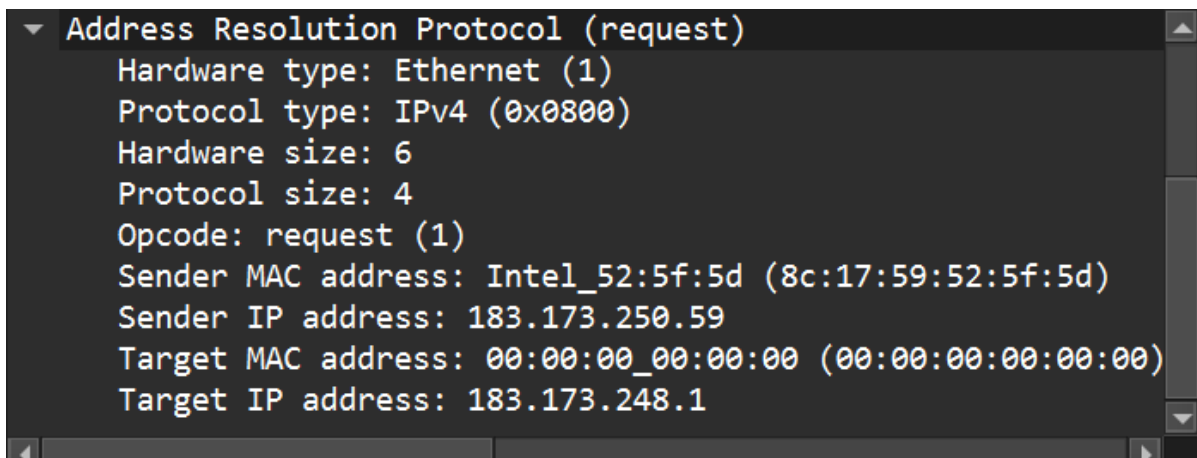 Address Resolution Protocol (request)
Hardware type: Ethernet (1)
Protocol type: IPv4 (0x0800)
Hardware size: 6
Protocol size: 4
Opcode: request (1)
Sender MAC address: Intel_52:5f:5d (8c:17:59:52:5f:5d)
Sender IP address: 183.173.250.59
Target MAC address: 00:00:00_00:00:00 (00:00:00:00:00:00)
Target IP address: 183.173.248.1